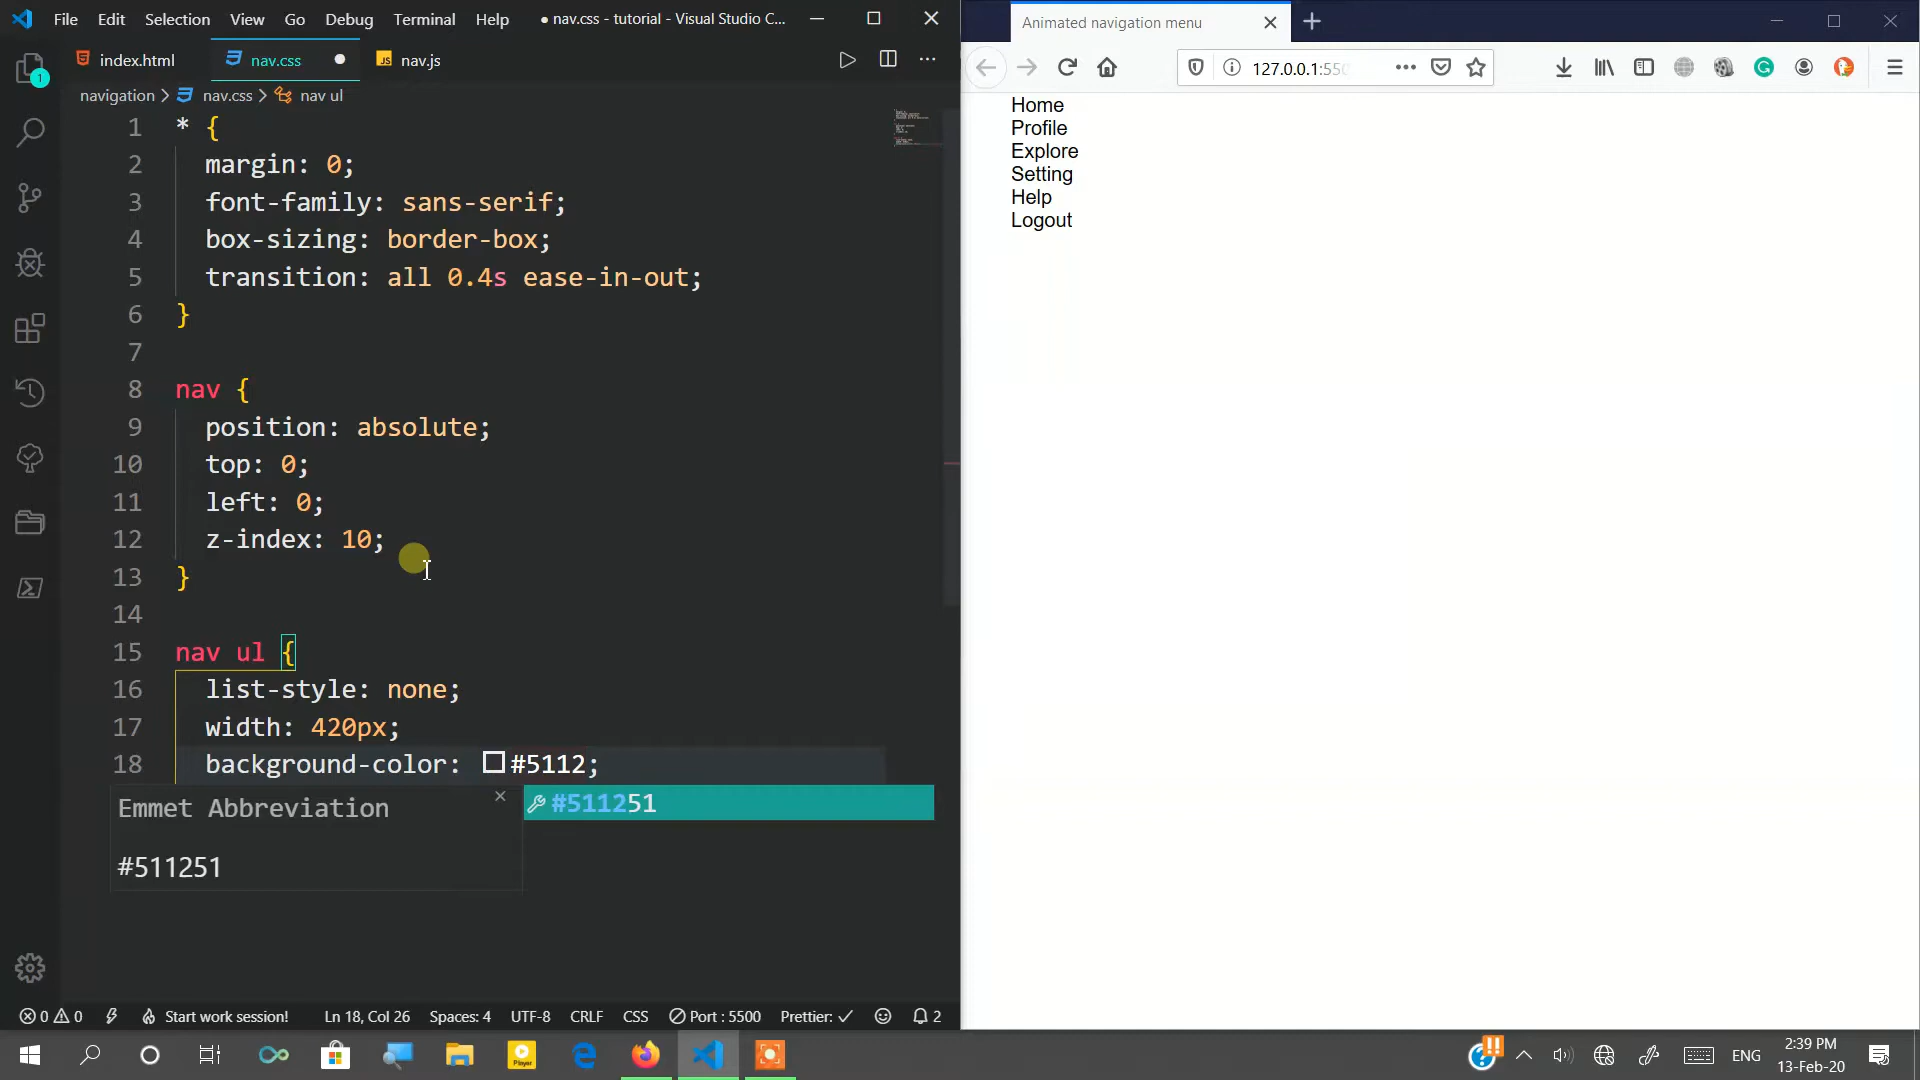 File Edit Selection View Go Debug Terminal Help ● nav.css - tutorial - Visual Studio C...
index.html nav.css nav.js
navigation > nav.css > nav ul
1 * {
2 margin: 0;
3 font-family: sans-serif;
4 box-sizing: border-box;
5 transition: all 0.4s ease-in-out;
6 }
7
8 nav {
9 position: absolute;
10 top: 0;
11 left: 0;
12 z-index: 10;
13 }
14
15 nav ul {
16 list-style: none;
17 width: 420px;
18 background-color: #5112;
Emmet Abbreviation
#511251
#511251
1
0 0 Start work session! Ln 18, Col 26 Spaces: 4 UTF-8 CRLF CSS Port : 5500 Prettier: ✓ 2
Animated navigation menu
127.0.0.1:550
Home
Profile
Explore
Setting
Help
Logout
Player
ENG
2:39 PM
13-Feb-20